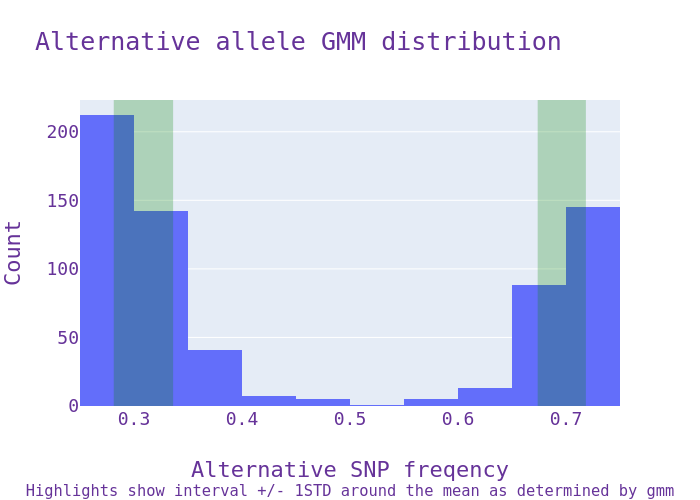 Alternative allele GMM distribution
200
150
100
50
0
Count
0.3 0.4 0.5 0.6 0.7
Alternative SNP freqency
Highlights show interval +/- 1STD around the mean as determined by gmm